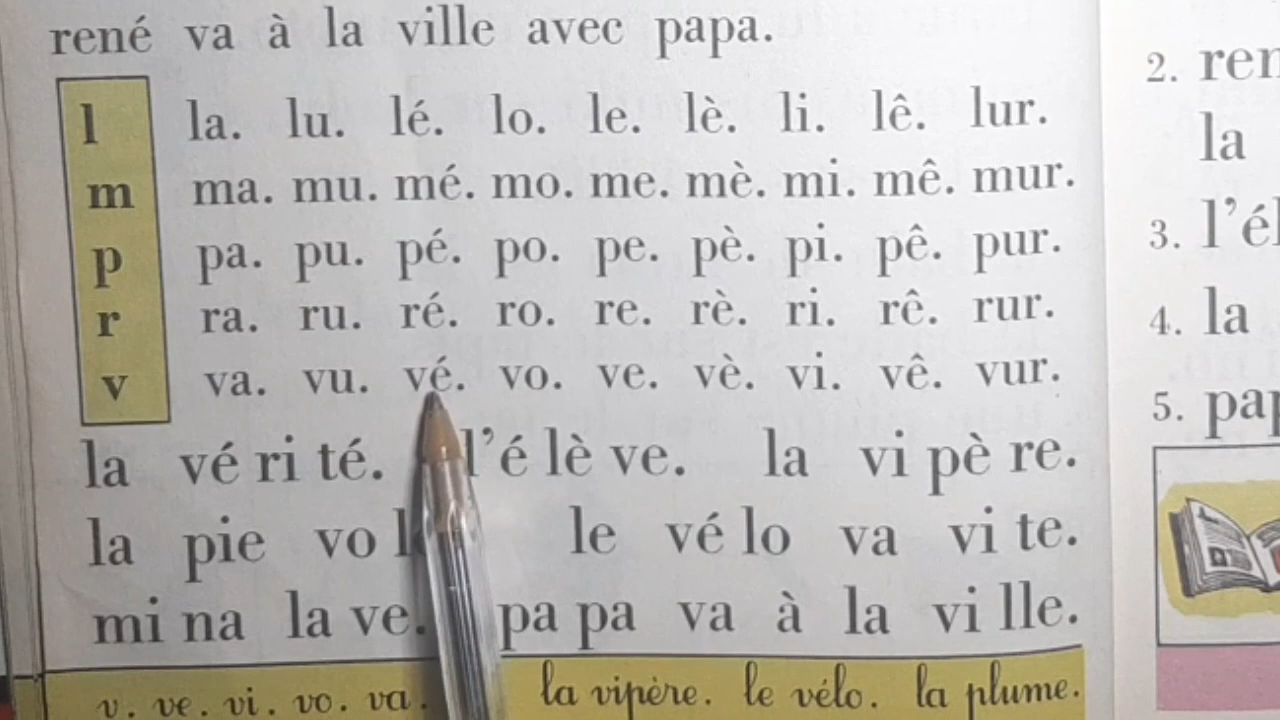 rené va à la ville avec papa.
l la. lu. lé. lo. le. lè. li. lê. lur.
m ma. mu. mé. mo. me. mè. mi. mê. mur.
p pa. pu. pé. po. pe. pè. pi. pê. pur.
r ra. ru. ré. ro. re. rè. ri. rê. rur.
v va. vu. vé. vo. ve. vè. vi. vê. vur.
la vé ri té. l'é lè ve. la vi pè re.
la pie vo le vé lo va vi te.
mi na la ve. pa pa va à la vi lle.
v. ve. vi. vo. va. la vipère. le vélo. la plume.
2.
la
3.
4. la
5.